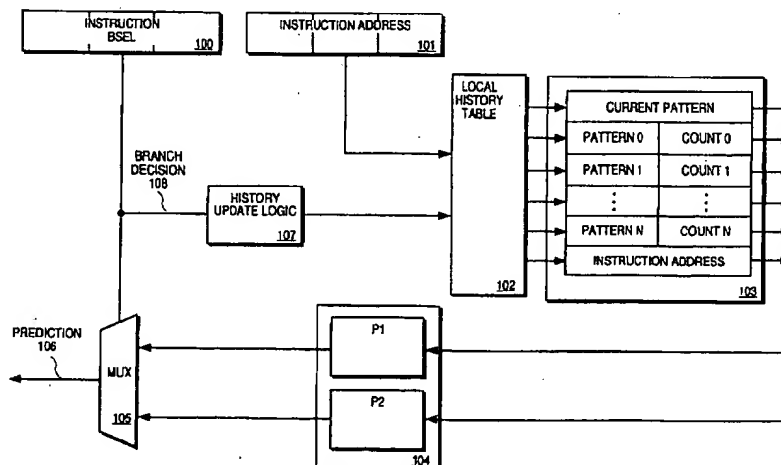 INSTRUCTION
BSEL
100
INSTRUCTION ADDRESS
101
LOCAL
HISTORY
TABLE
102
CURRENT PATTERN
PATTERN 0
COUNT 0
PATTERN 1
COUNT 1
PATTERN N
COUNT N
INSTRUCTION ADDRESS
103
BRANCH
DECISION
108
HISTORY
UPDATE LOGIC
107
PREDICTION
106
MUX
105
P1
P2
104